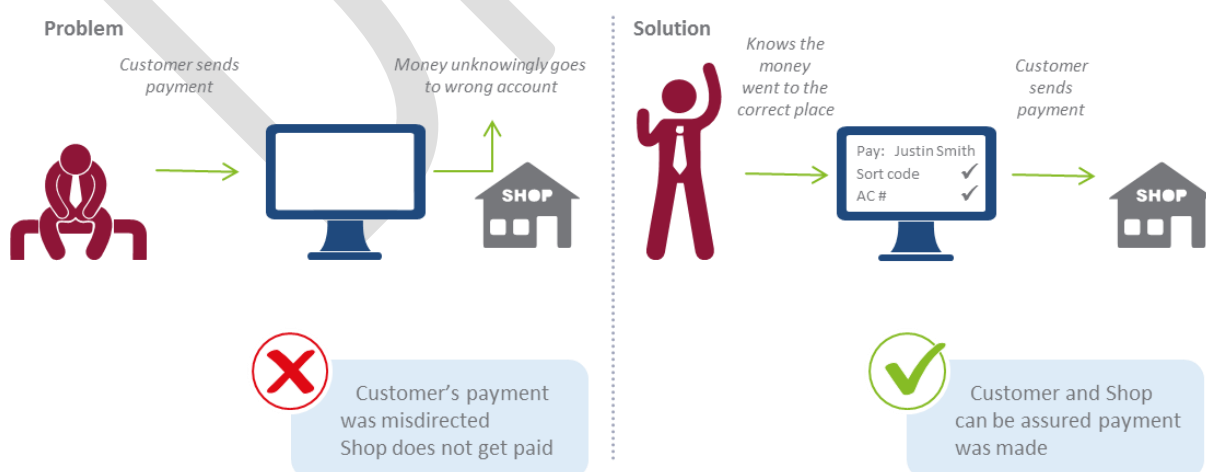 Problem
Customer sends
payment
Money unknowingly goes
to wrong account
SHOP
Customer's payment
was misdirected
Shop does not get paid
Solution
Knows the
money
went to the
correct place
Pay: Justin Smith
Sort code ✓
AC # ✓
Customer
sends
payment
SHOP
Customer and Shop
can be assured payment
was made